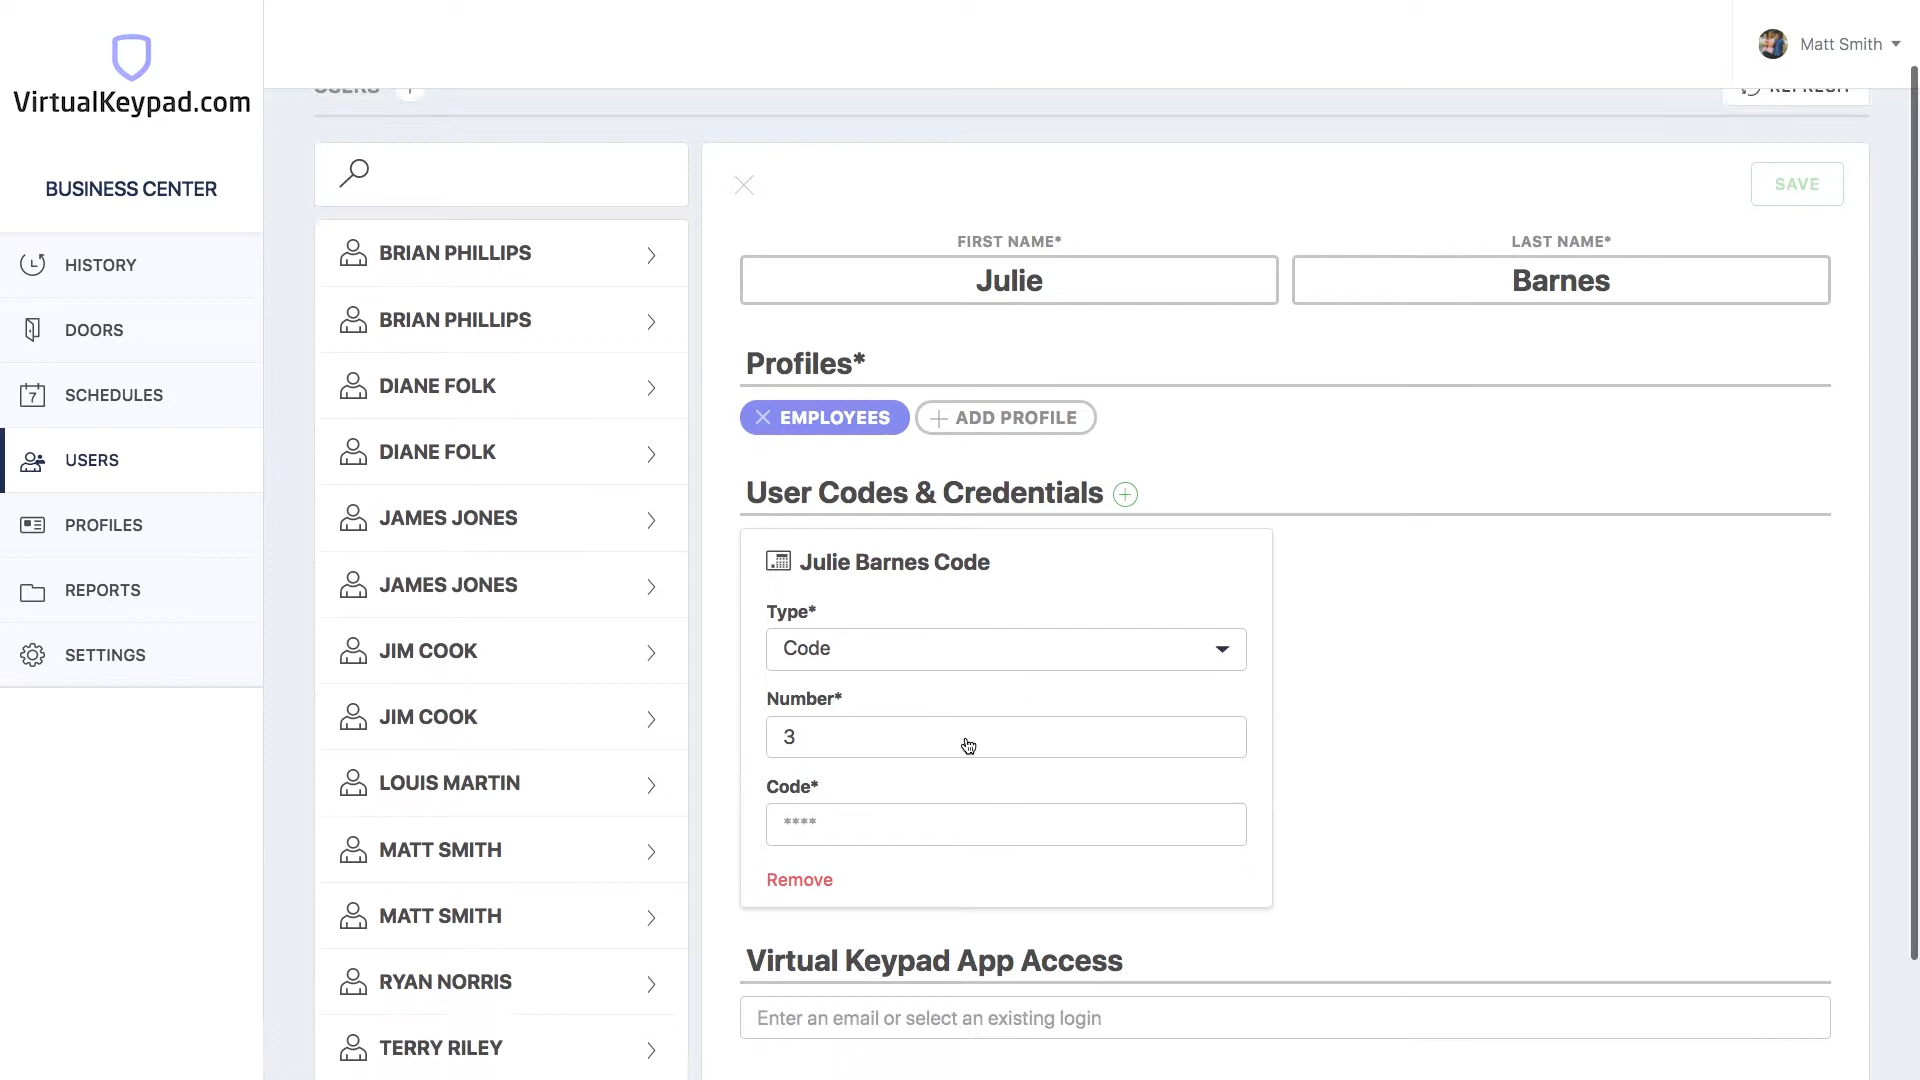 VirtualKeypad.com
BUSINESS CENTER
HISTORY
DOORS
7
SCHEDULES
USERS
PROFILES
REPORTS
SETTINGS
Matt Smith
USERS
REFRESH
BRIAN PHILLIPS
BRIAN PHILLIPS
DIANE FOLK
DIANE FOLK
JAMES JONES
JAMES JONES
JIM COOK
JIM COOK
LOUIS MARTIN
MATT SMITH
MATT SMITH
RYAN NORRIS
TERRY RILEY
SAVE
FIRST NAME*
Julie
LAST NAME*
Barnes
Profiles*
EMPLOYEES
ADD PROFILE
User Codes & Credentials
Julie Barnes Code
Type*
Code
Number*
3
Code*
****
Remove
Virtual Keypad App Access
Enter an email or select an existing login